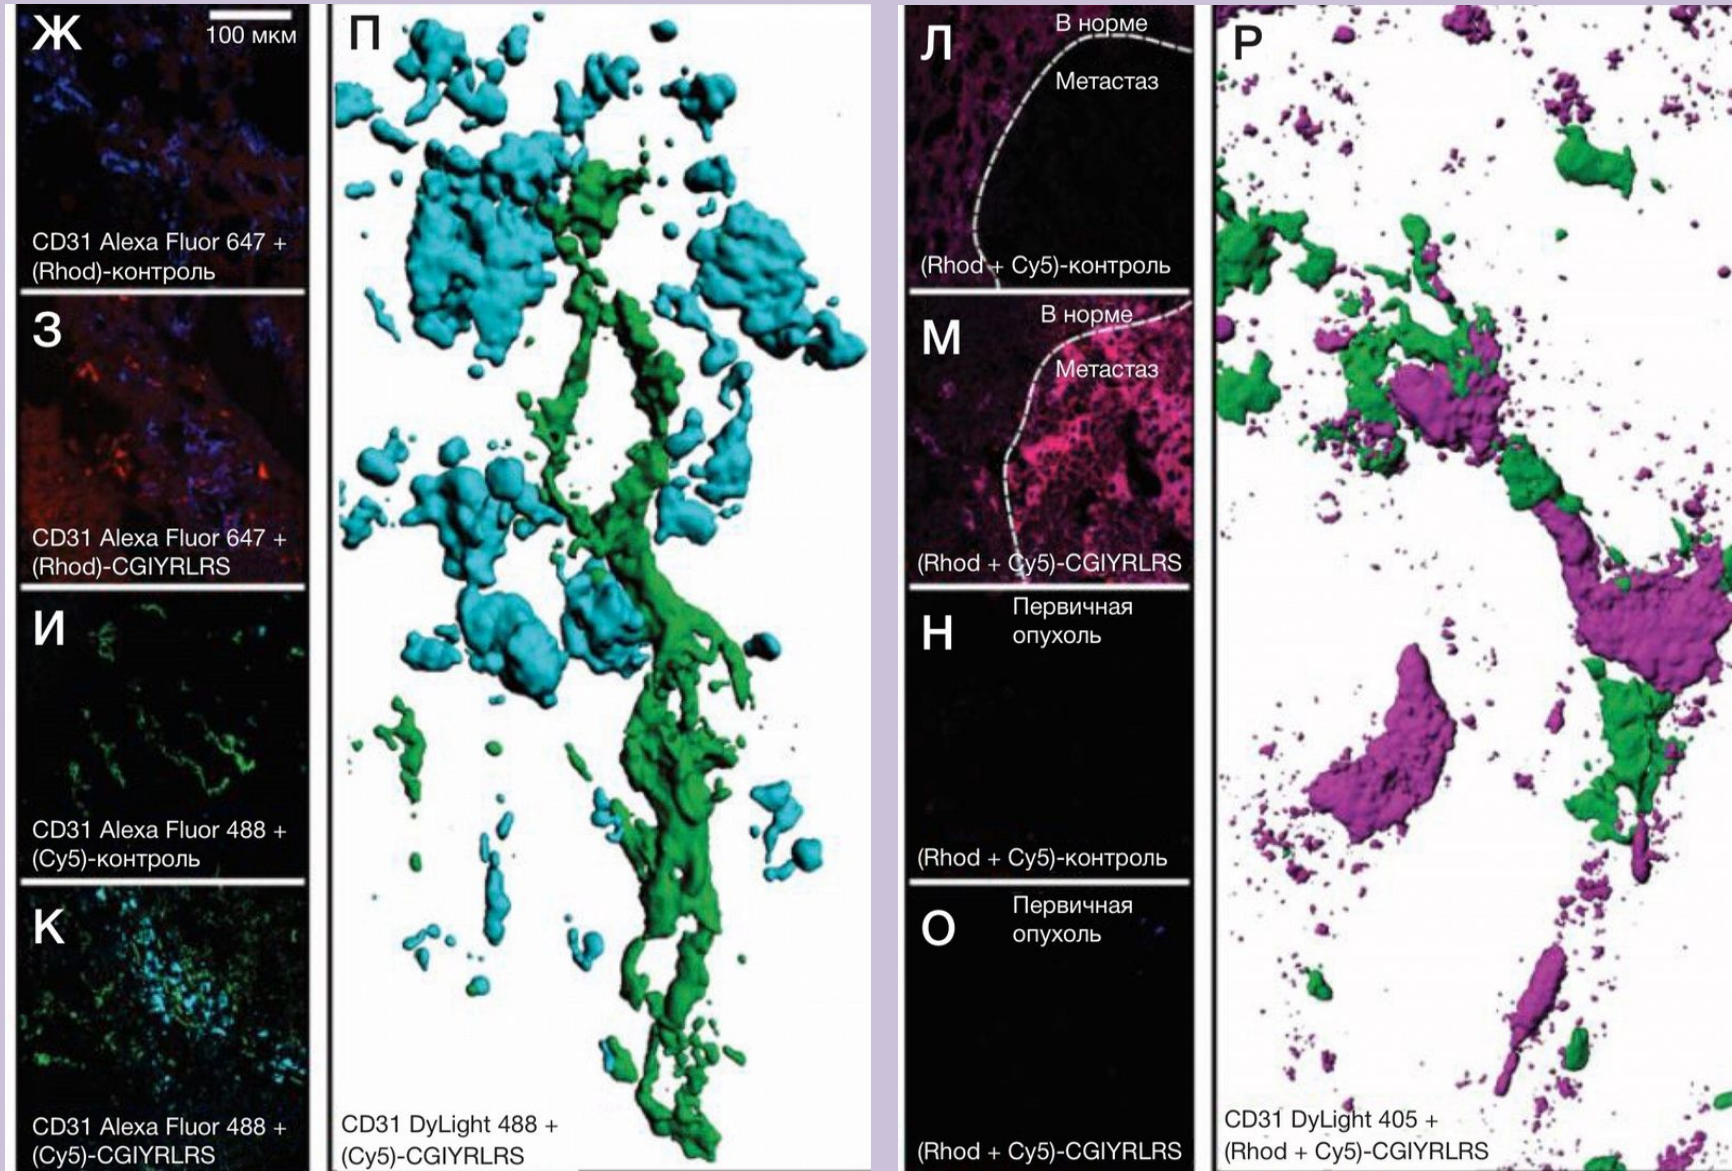 Ж
100 мкм
CD31 Alexa Fluor 647 +
(Rhod)-контроль
З
CD31 Alexa Fluor 647 +
(Rhod)-CGIYRLRS
И
CD31 Alexa Fluor 488 +
(Cy5)-контроль
К
CD31 Alexa Fluor 488 +
(Cy5)-CGIYRLRS
П
CD31 DyLight 488 +
(Cy5)-CGIYRLRS
Л
В норме
Метастаз
(Rhod + Cy5)-контроль
М
В норме
Метастаз
(Rhod + Cy5)-CGIYRLRS
Н
Первичная
опухоль
(Rhod + Cy5)-контроль
О
Первичная
опухоль
(Rhod + Cy5)-CGIYRLRS
Р
CD31 DyLight 405 +
(Rhod + Cy5)-CGIYRLRS